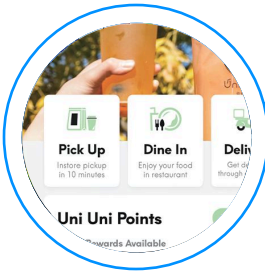 Pick Up
Instore pickup
in 10 minutes
Dine In
Enjoy your food
in restaurant
Uni Uni Points
Rewards Available